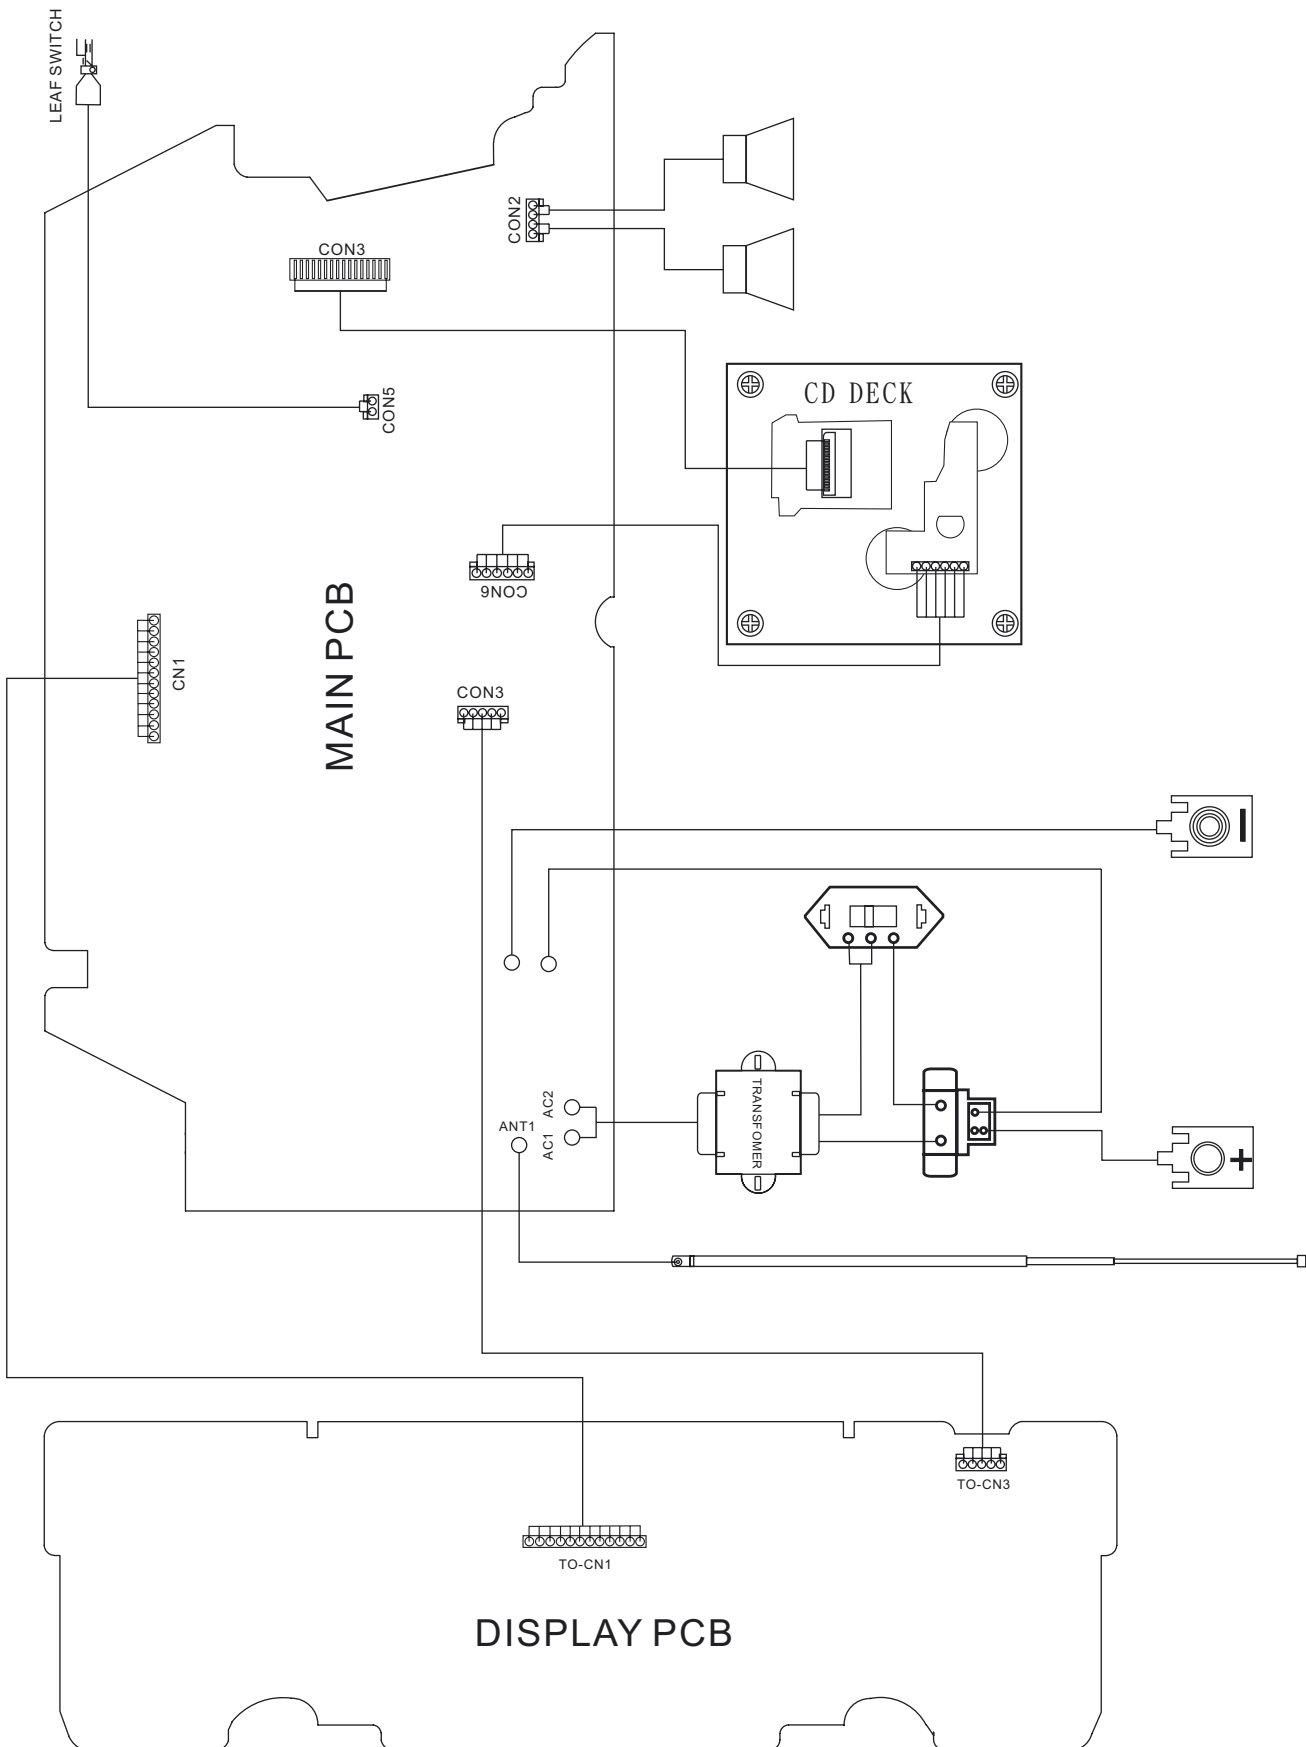 LEAF SWITCH
CON2
CON3
CD DECK
CON5
CON6
MAIN PCB
CN1
CON3
TRANSFOMER
AC2
ANT1
AC1
+
TO-CN3
TO-CN1
DISPLAY PCB